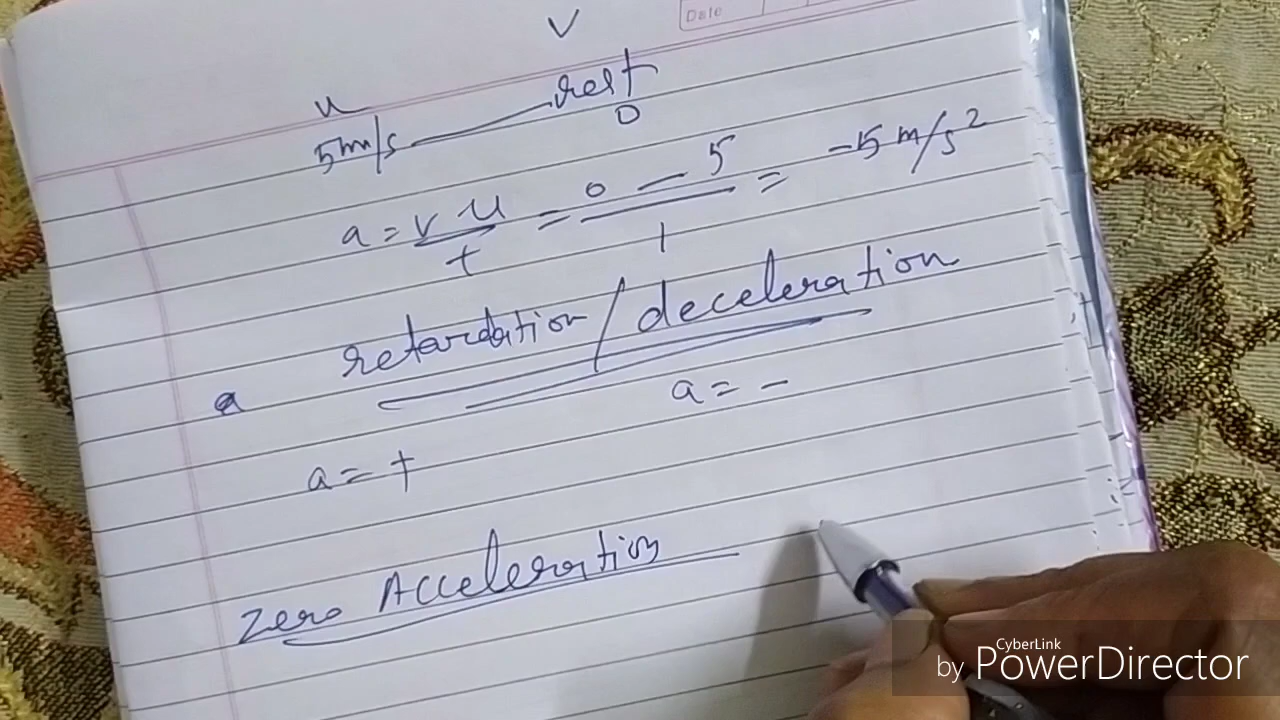 Date
V
u rest
5m/s 0
a = v u / t = 0 - 5 / 1 = -5 m/s²
retardation / deceleration
a a = -
a = +
Zero Acceleration
CyberLink
by PowerDirector